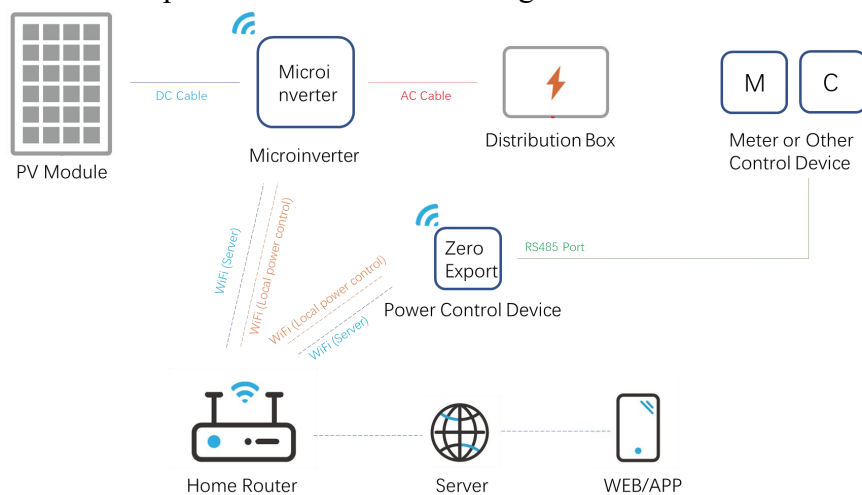 Microi
nverter
M
C
DC Cable
AC Cable
PV Module
Microinverter
Distribution Box
Meter or Other
Control Device
WiFi (Server)
WiFi (Local power control)
WiFi (Local power control)
WiFi (Server)
Zero
Export
RS485 Port
Power Control Device
Home Router
Server
WEB/APP